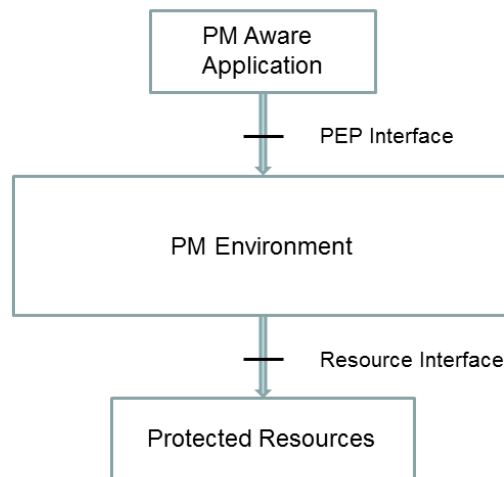 PM Aware
Application
PEP Interface
PM Environment
Resource Interface
Protected Resources